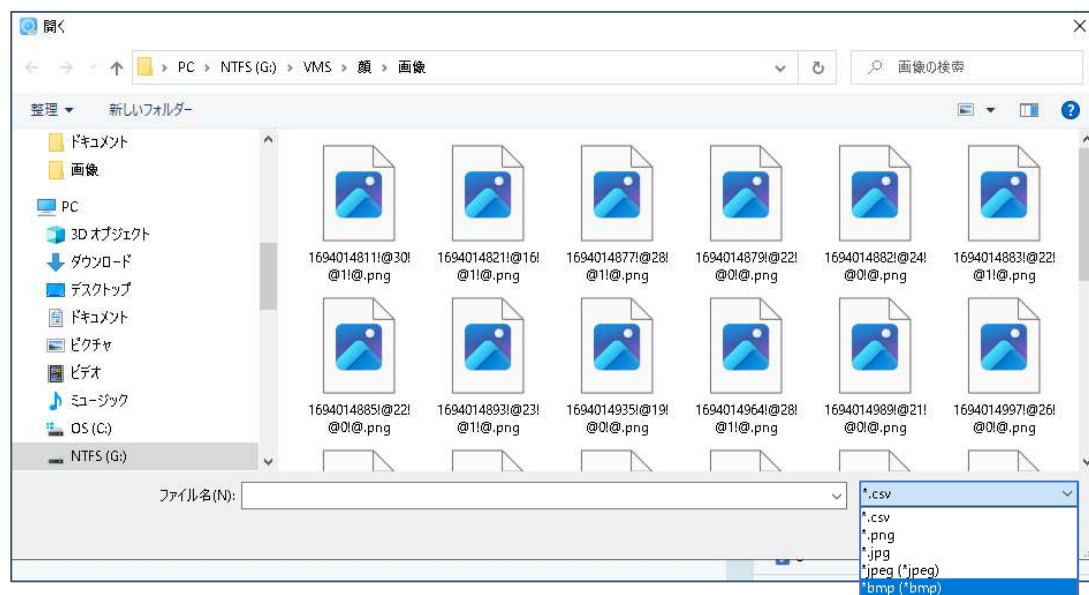 開く
PC › NTFS (G:) › VMS › 顔 › 画像
画像の検索
整理
新しいフォルダー
ドキュメント
画像
PC
3D オブジェクト
ダウンロード
デスクトップ
ドキュメント
ピクチャ
ビデオ
ミュージック
OS (C:)
NTFS (G:)
1694014811!@30!
@1!@.png
1694014821!@16!
@1!@.png
1694014877!@28!
@1!@.png
1694014879!@22!
@0!@.png
1694014882!@24!
@0!@.png
1694014883!@22!
@1!@.png
1694014885!@22!
@0!@.png
1694014893!@23!
@1!@.png
1694014935!@19!
@0!@.png
1694014964!@28!
@1!@.png
1694014989!@21!
@0!@.png
1694014997!@26!
@0!@.png
ファイル名(N):
*.csv
*.csv
*.png
*.jpg
*jpeg (*jpeg)
*bmp (*bmp)